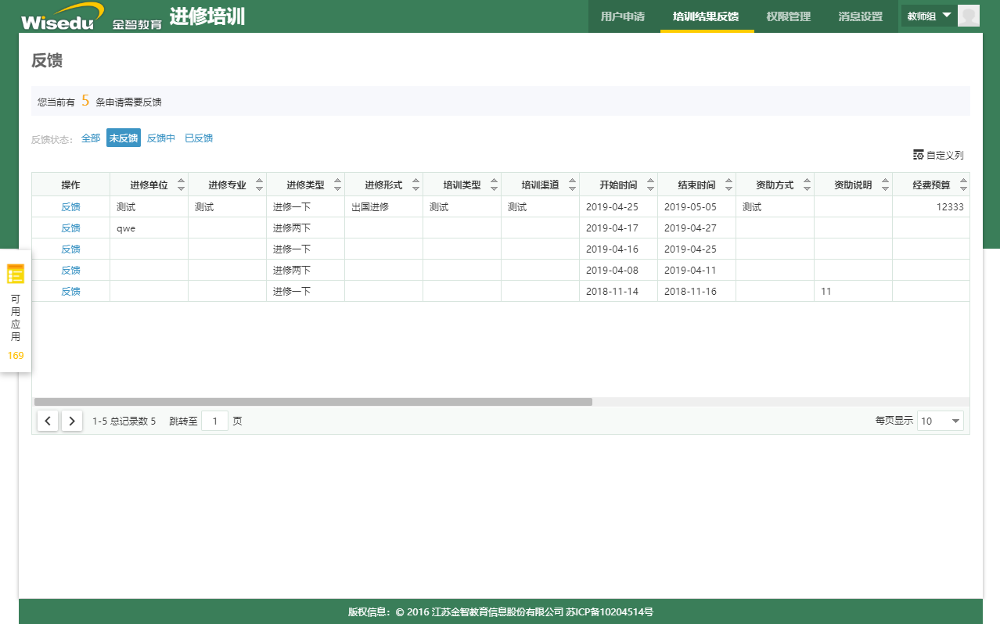 Wisedu 金智教育 进修培训 用户申请 培训结果反馈 权限管理 消息设置 教师组
反馈
您当前有 5 条申请需要反馈
反馈状态： 全部 未反馈 反馈中 已反馈
自定义列
操作 进修单位 进修专业 进修类型 进修形式 培训类型 培训渠道 开始时间 结束时间 资助方式 资助说明 经费预算
反馈 测试 测试 进修一下 出国进修 测试 测试 2019-04-25 2019-05-05 测试 12333
反馈 qwe 进修两下 2019-04-17 2019-04-27
反馈 进修一下 2019-04-16 2019-04-25
反馈 进修两下 2019-04-08 2019-04-11
反馈 进修一下 2018-11-14 2018-11-16 11
可
用
应
用
169
1-5 总记录数 5 跳转至 1 页 每页显示 10
版权信息：© 2016 江苏金智教育信息股份有限公司 苏ICP备10204514号